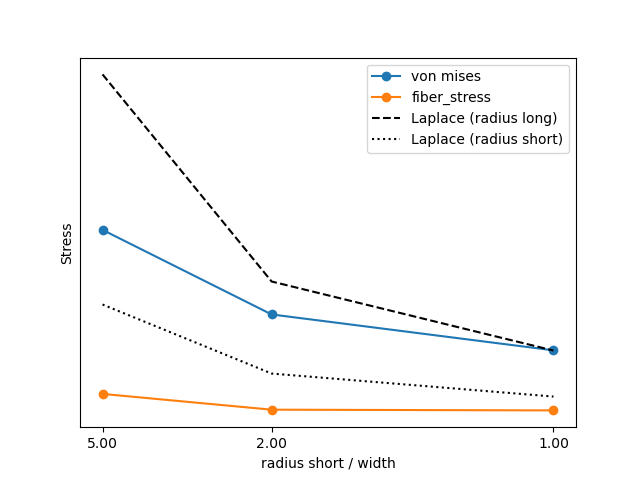 von mises
fiber_stress
Laplace (radius long)
Laplace (radius short)
Stress
5.00 2.00 1.00
radius short / width